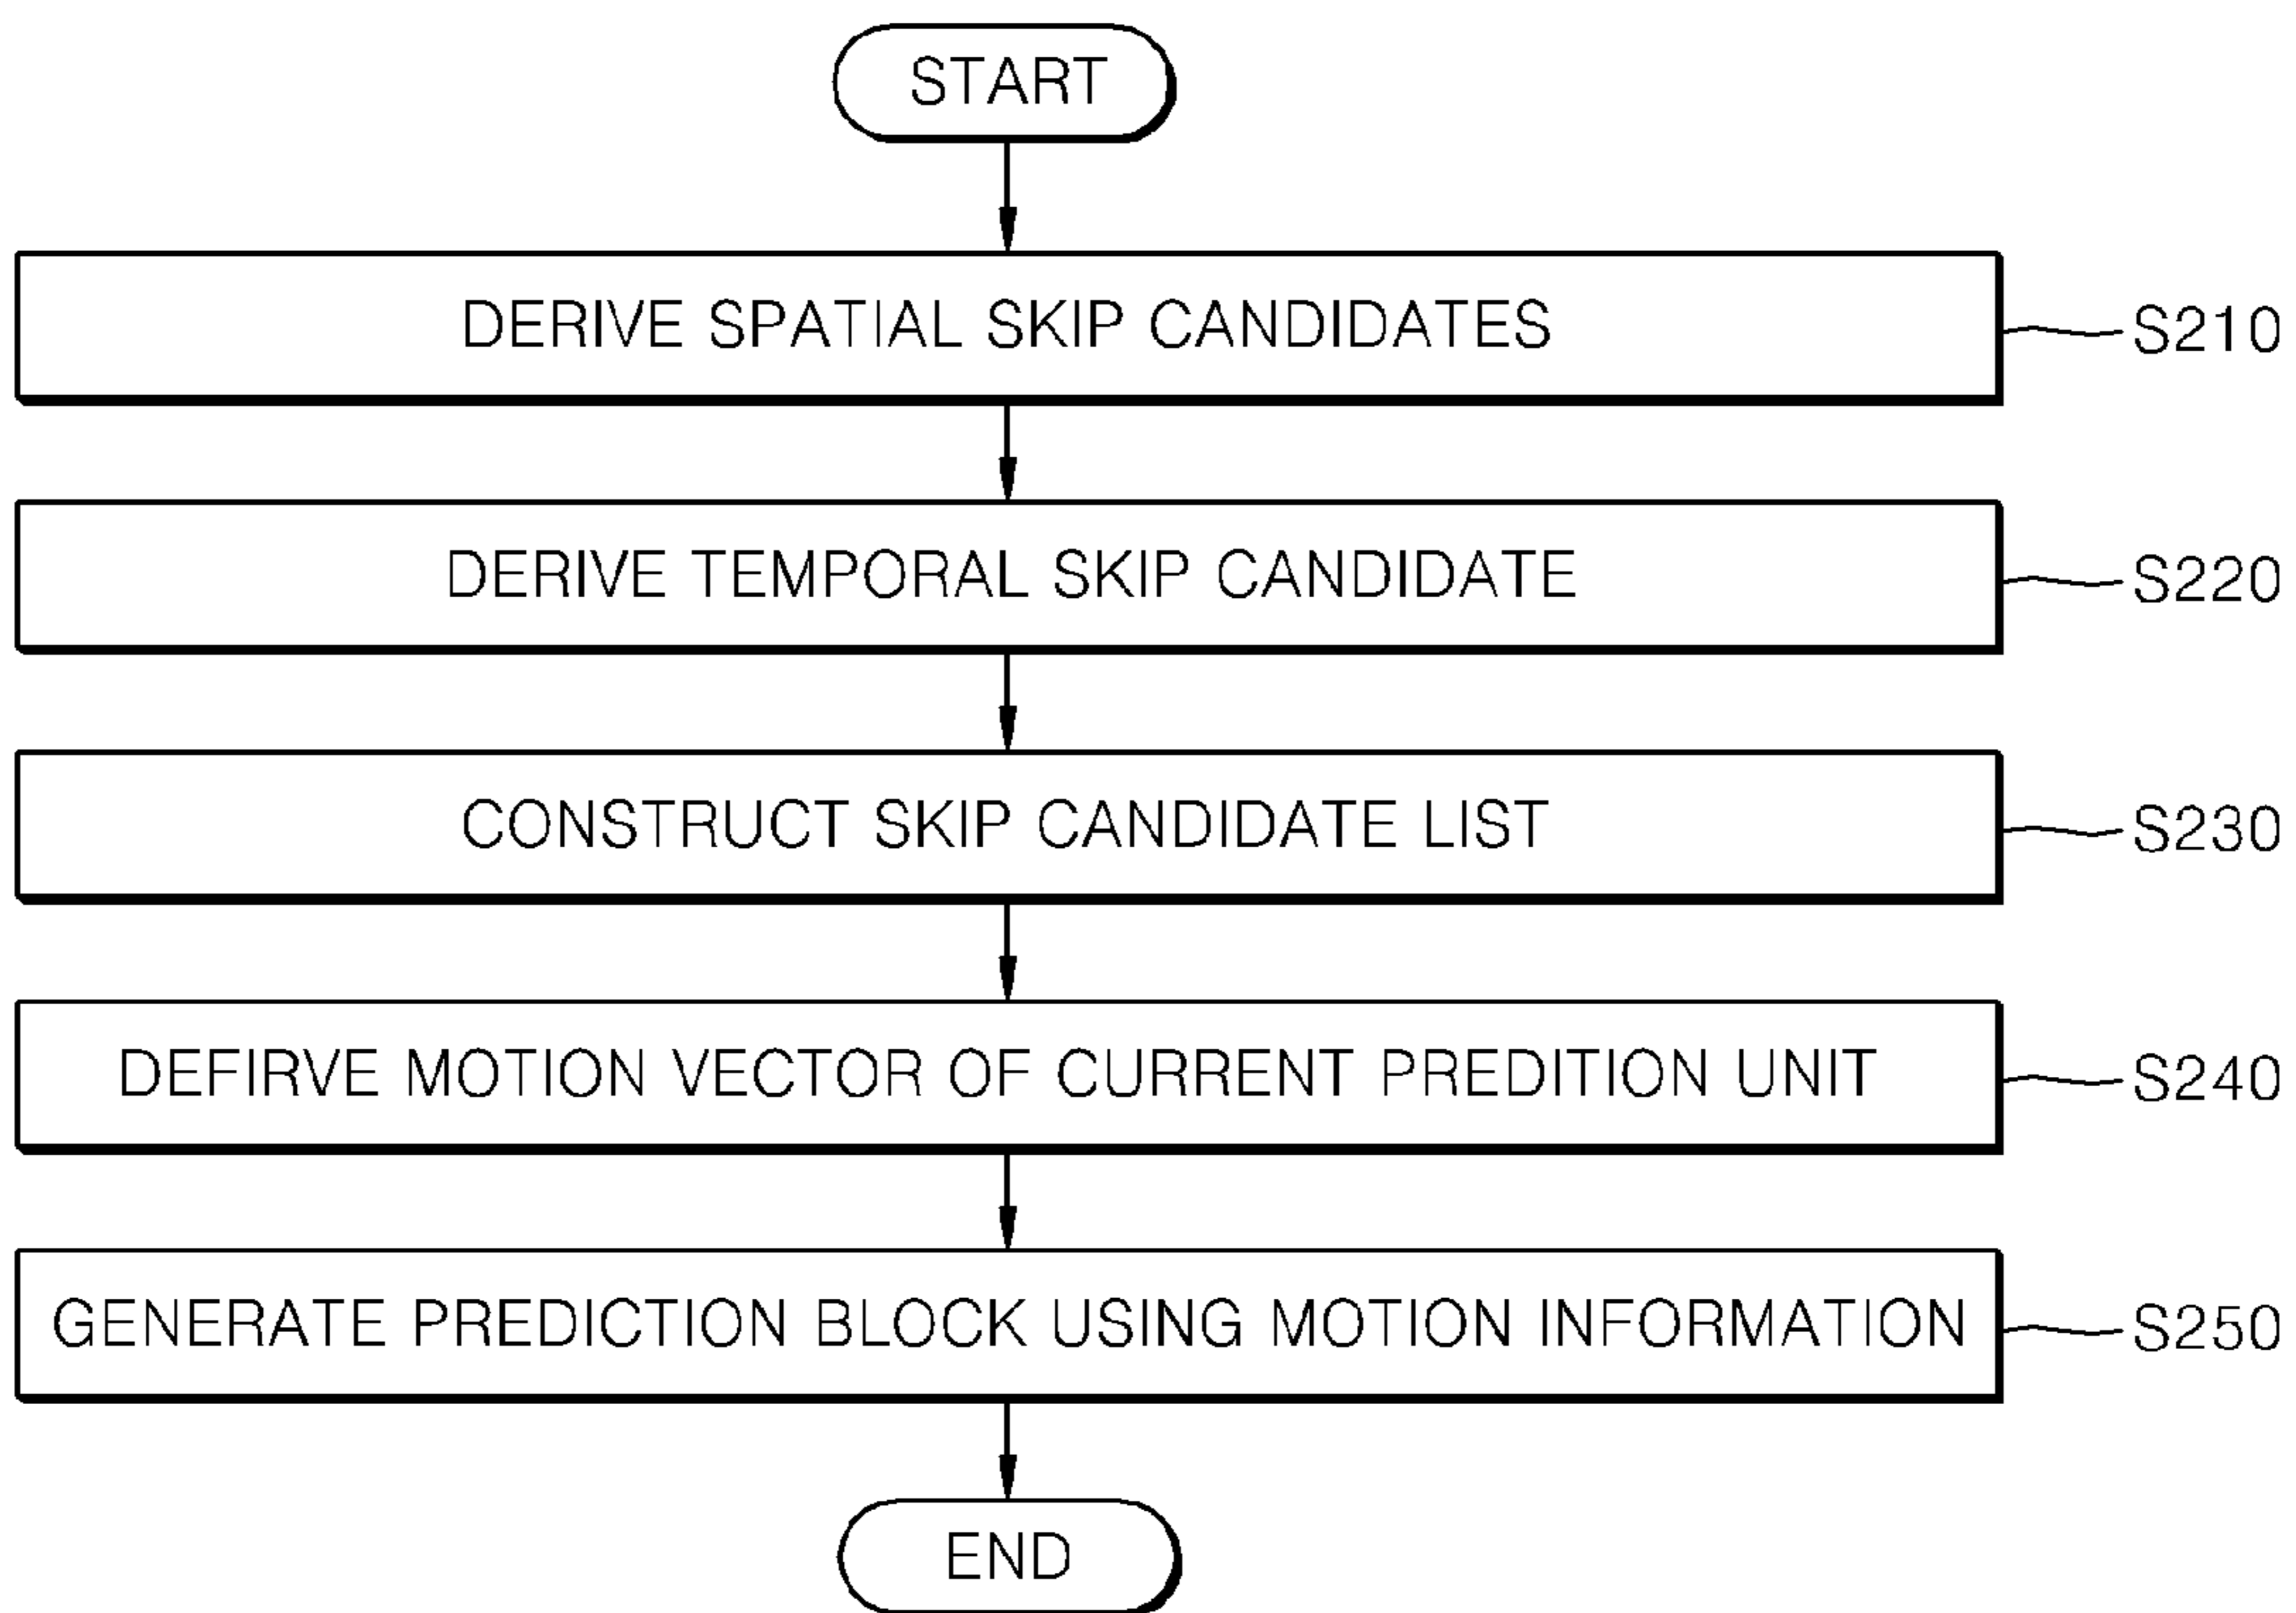 START
DERIVE SPATIAL SKIP CANDIDATES S210
DERIVE TEMPORAL SKIP CANDIDATE S220
CONSTRUCT SKIP CANDIDATE LIST S230
DEFIRVE MOTION VECTOR OF CURRENT PREDITION UNIT S240
GENERATE PREDICTION BLOCK USING MOTION INFORMATION S250
END